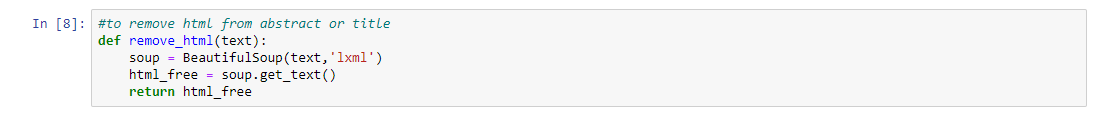 In [8]: #to remove html from abstract or title
def remove_html(text):
    soup = BeautifulSoup(text,'lxml')
    html_free = soup.get_text()
    return html_free